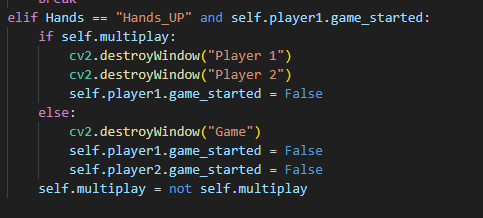 break
elif Hands == "Hands_UP" and self.player1.game_started:
    if self.multiplay:
        cv2.destroyWindow("Player 1")
        cv2.destroyWindow("Player 2")
        self.player1.game_started = False
    else:
        cv2.destroyWindow("Game")
        self.player1.game_started = False
        self.player2.game_started = False
    self.multiplay = not self.multiplay